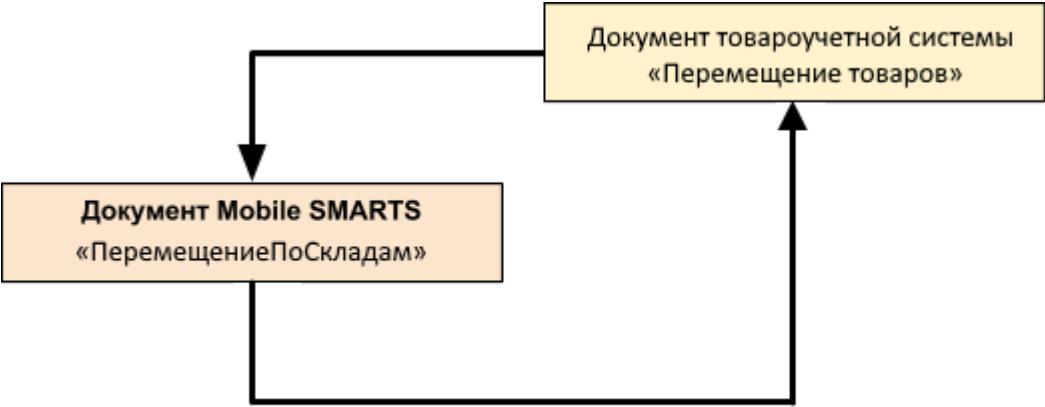 Документ товароучетной системы
«Перемещение товаров»
Документ Mobile SMARTS
«ПеремещениеПоСкладам»